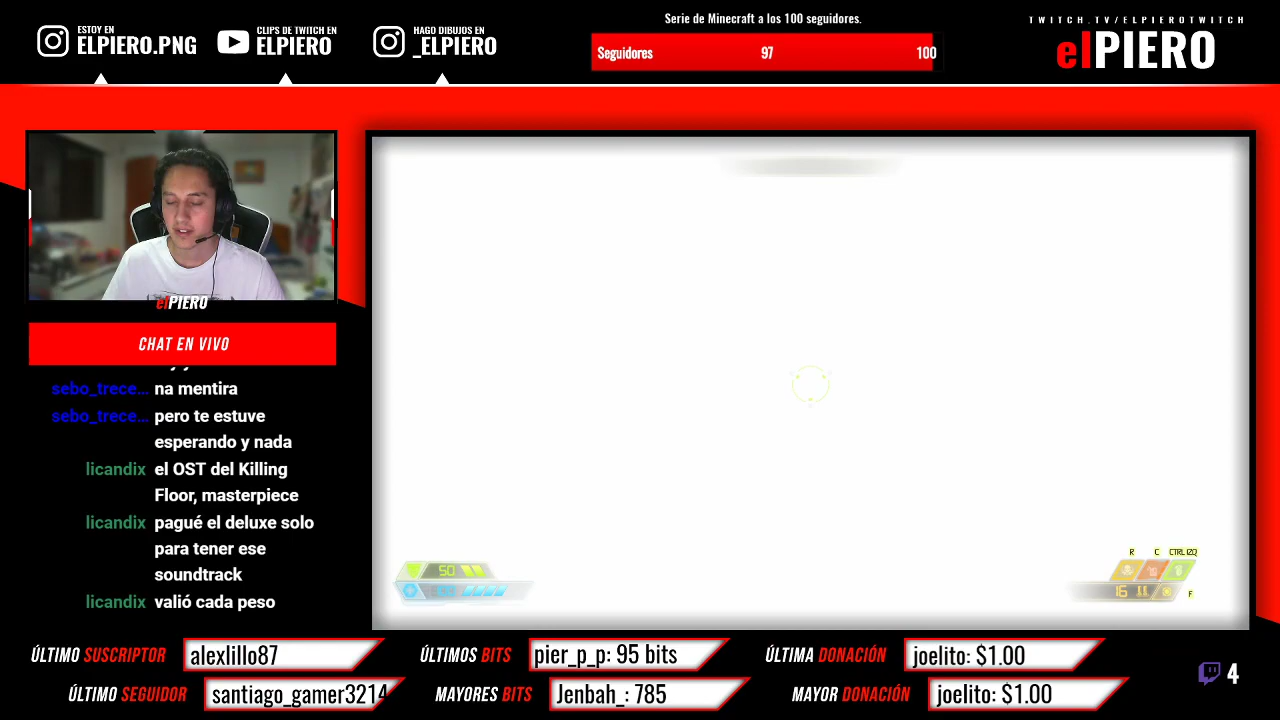 ESTOY EN
ELPIERO.PNG
CLIPS DE TWITCH EN
ELPIERO
HAGO DIBUJOS EN
_ELPIERO
Serie de Minecraft a los 100 seguidores.
Seguidores 97 100
TWITCH.TV/ELPIEROTWITCH
elPIERO
elPIERO
CHAT EN VIVO
sebo_trece... na mentira
sebo_trece... pero te estuve
esperando y nada
licandix el OST del Killing
Floor, masterpiece
licandix pagué el deluxe solo
para tener ese
soundtrack
licandix valió cada peso
50
R C CTRL IZQ
16 F
ÚLTIMO SUSCRIPTOR alexlillo87
ÚLTIMOS BITS pier_p_p: 95 bits
ÚLTIMA DONACIÓN joelito: $1.00
4
ÚLTIMO SEGUIDOR santiago_gamer3214
MAYORES BITS Jenbah_: 785
MAYOR DONACIÓN joelito: $1.00